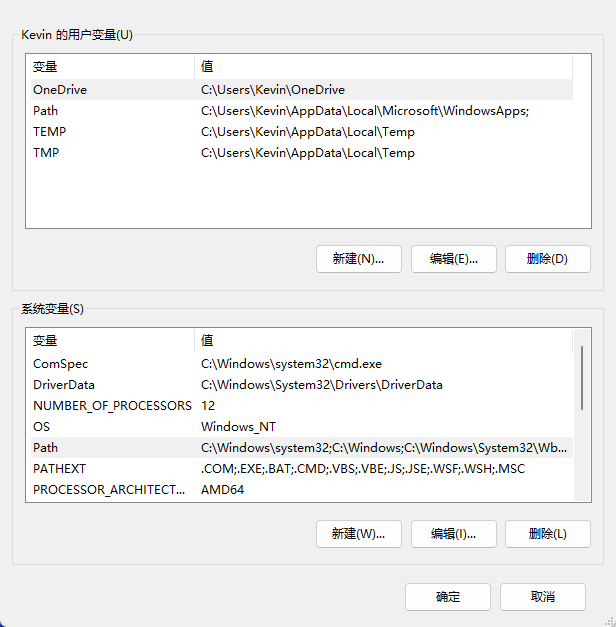 Kevin 的用户变量(U)
变量 值
OneDrive C:\Users\Kevin\OneDrive
Path C:\Users\Kevin\AppData\Local\Microsoft\WindowsApps;
TEMP C:\Users\Kevin\AppData\Local\Temp
TMP C:\Users\Kevin\AppData\Local\Temp
新建(N)... 编辑(E)... 删除(D)
系统变量(S)
变量 值
ComSpec C:\Windows\system32\cmd.exe
DriverData C:\Windows\System32\Drivers\DriverData
NUMBER_OF_PROCESSORS 12
OS Windows_NT
Path C:\Windows\system32;C:\Windows;C:\Windows\System32\Wb...
PATHEXT .COM;.EXE;.BAT;.CMD;.VBS;.VBE;.JS;.JSE;.WSF;.WSH;.MSC
PROCESSOR_ARCHITECT... AMD64
新建(W)... 编辑(I)... 删除(L)
确定 取消